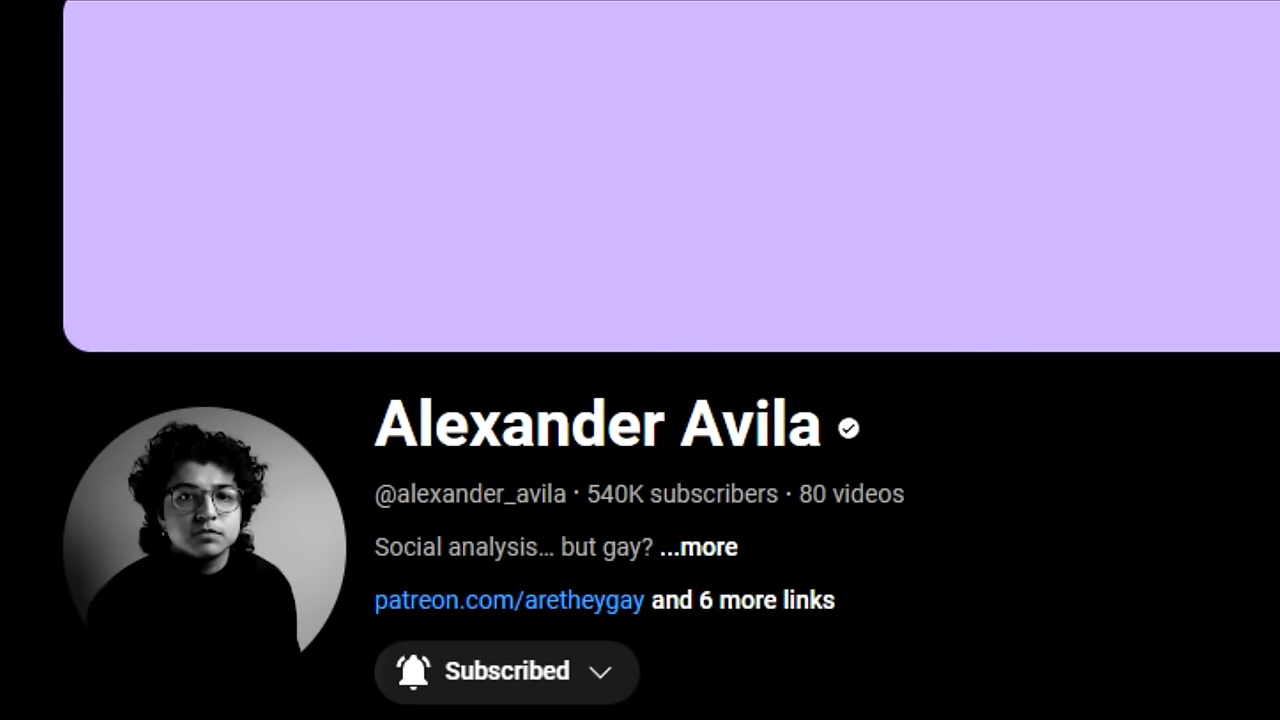 Alexander Avila
@alexander_avila · 540K subscribers · 80 videos
Social analysis... but gay? ...more
patreon.com/aretheygay and 6 more links
Subscribed